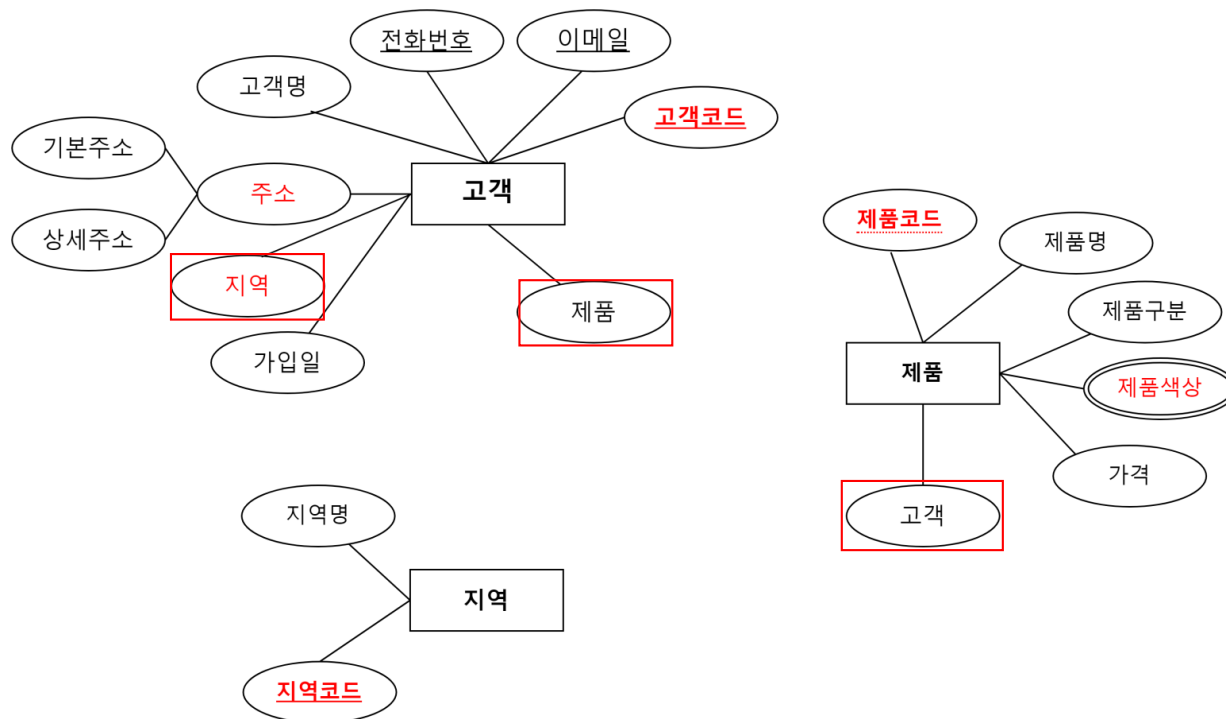 전화번호
이메일
고객명
고객코드
기본주소
주소
고객
상세주소
지역
제품
가입일
제품코드
제품명
제품구분
제품
제품색상
가격
고객
지역명
지역
지역코드